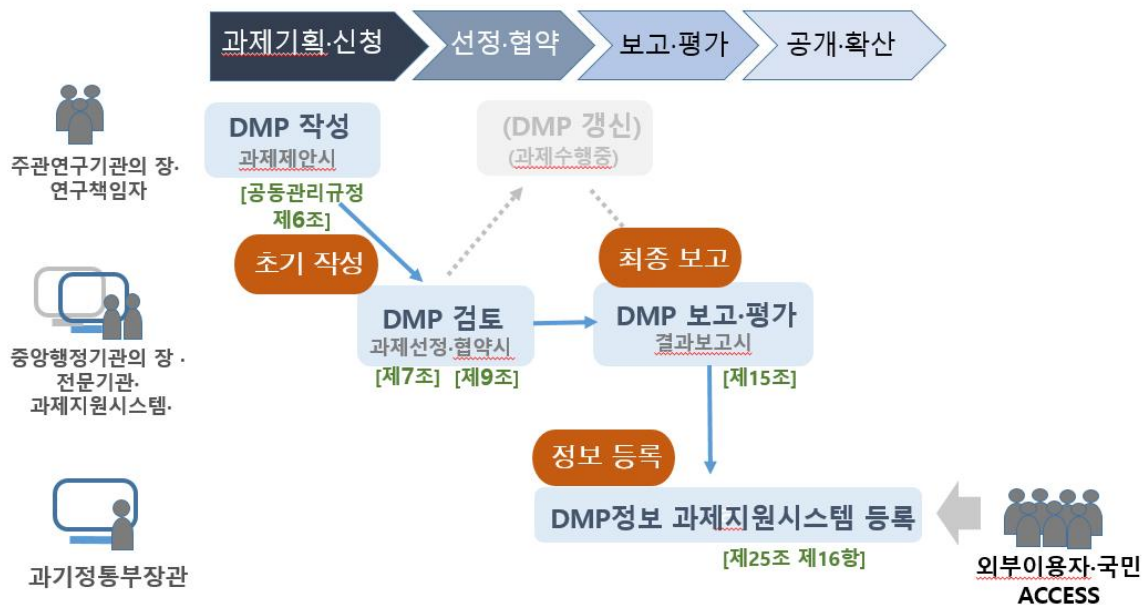 과제기획·신청
선정·협약
보고·평가
공개·확산
주관연구기관의 장·
연구책임자
DMP 작성
과제제안시
[공동관리규정
제6조]
(DMP 갱신)
(과제수행중)
초기 작성
최종 보고
중앙행정기관의 장 ·
전문기관·
과제지원시스템·
DMP 검토
과제선정·협약시
[제7조] [제9조]
DMP 보고·평가
결과보고시
[제15조]
정보 등록
DMP정보 과제지원시스템 등록
[제25조 제16항]
과기정통부장관
외부이용자·국민
ACCESS